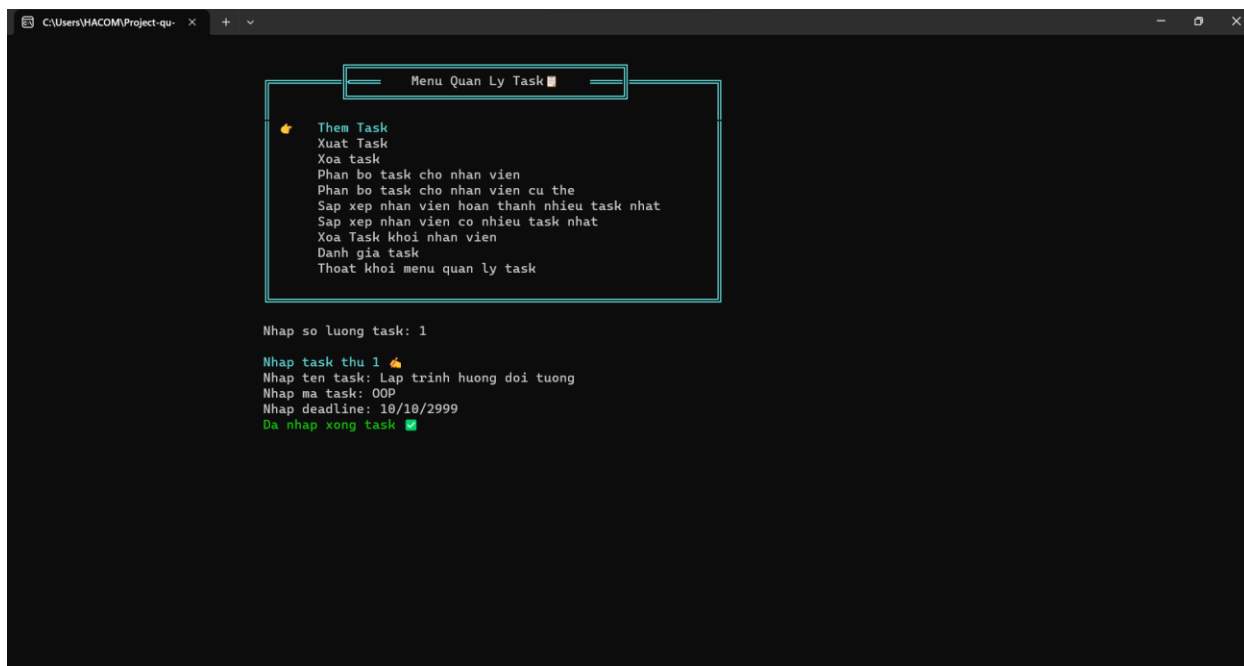 C:\Users\HACOM\Project-qu-
Menu Quan Ly Task
Them Task
Xuat Task
Xoa task
Phan bo task cho nhan vien
Phan bo task cho nhan vien cu the
Sap xep nhan vien hoan thanh nhieu task nhat
Sap xep nhan vien co nhieu task nhat
Xoa Task khoi nhan vien
Danh gia task
Thoat khoi menu quan ly task
Nhap so luong task: 1
Nhap task thu 1
Nhap ten task: Lap trinh huong doi tuong
Nhap ma task: OOP
Nhap deadline: 10/10/2999
Da nhap xong task